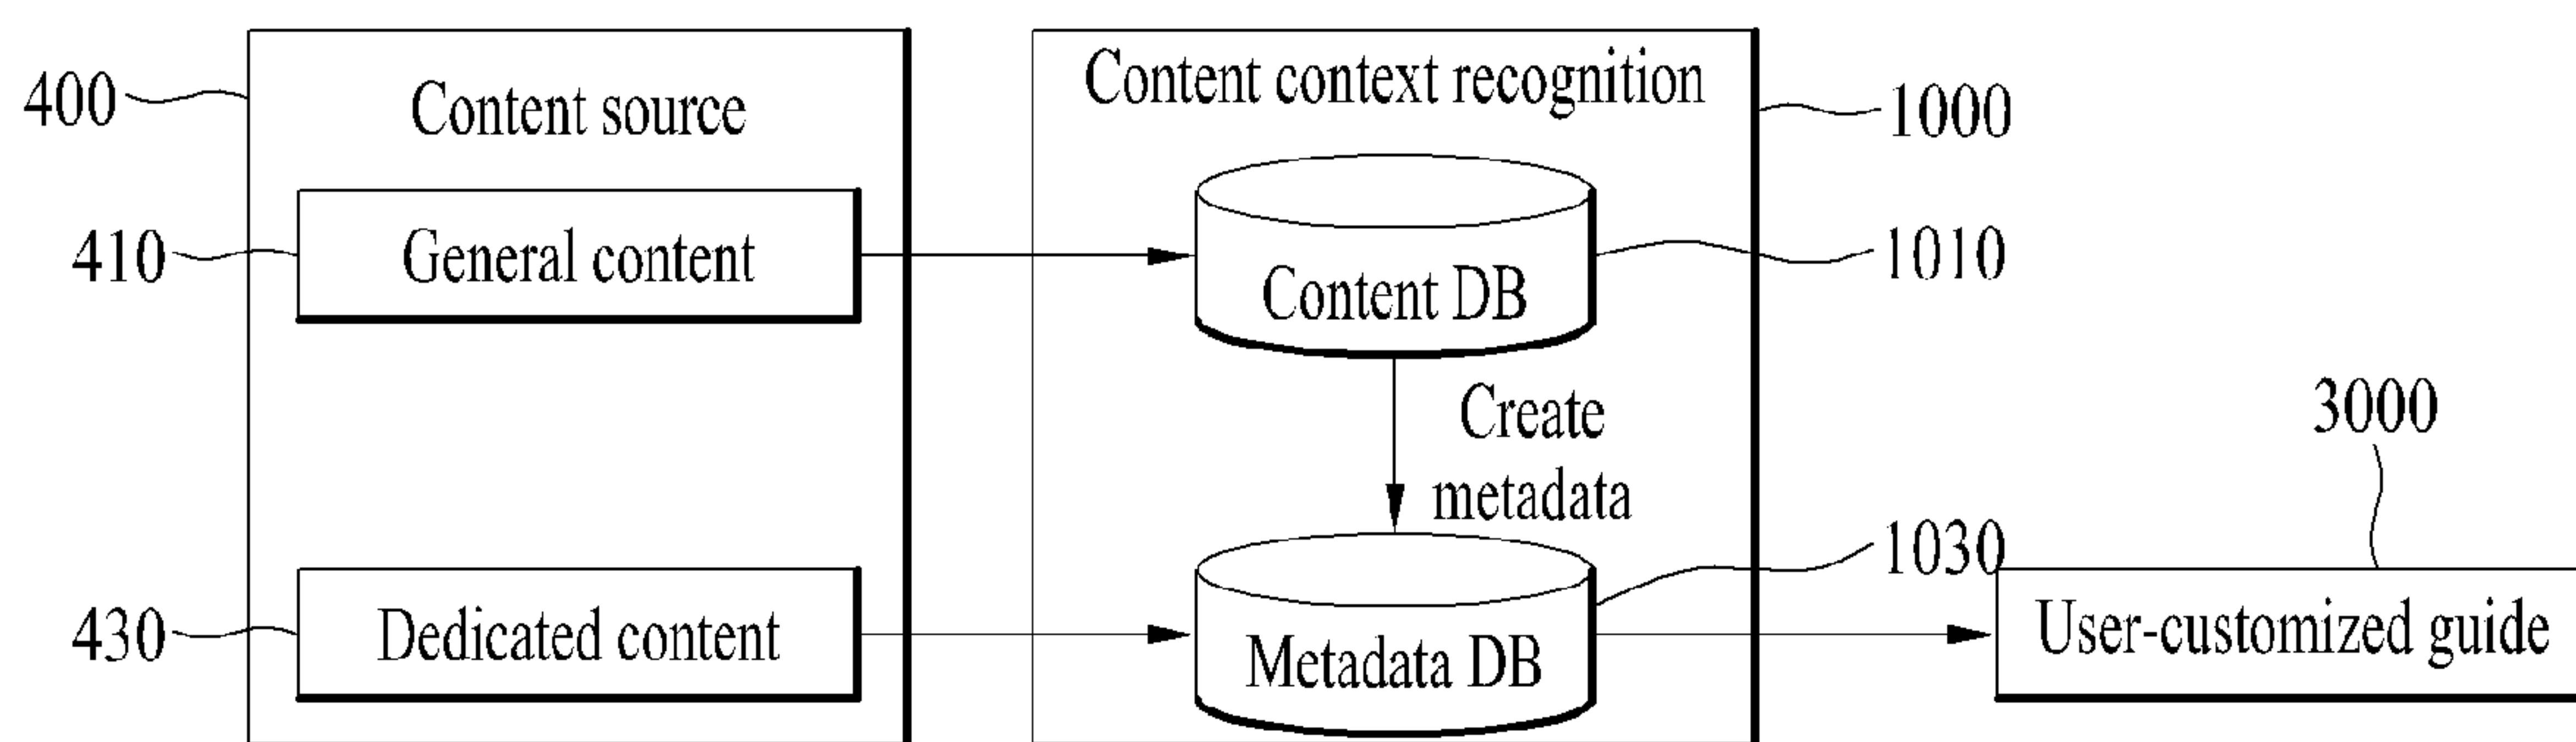 Content context recognition
400
Content source
1000
General content
410
1010
Content DB
Create
metadata
3000
1030
Dedicated content
430
Metadata DB
User-customized guide